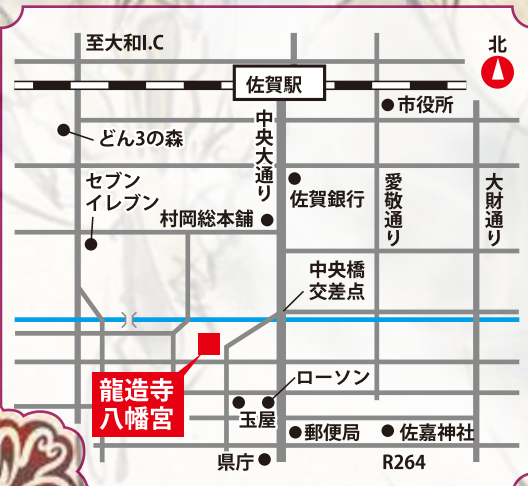 至大和I.C
北
佐賀駅
市役所
どん3の森
中央大通り
セブン
イレブン
佐賀銀行
愛敬通り
大財通り
村岡総本舗
中央橋
交差点
龍造寺
八幡宮
ローソン
玉屋
郵便局
佐嘉神社
県庁
R264